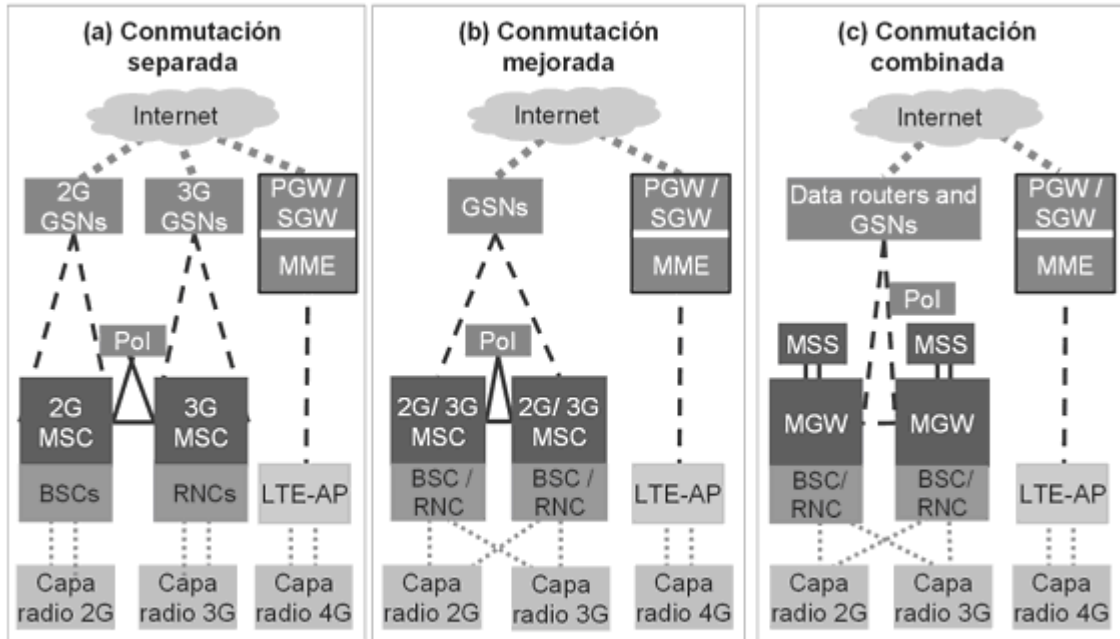 (a) Conmutación
separada
Internet
2G
GSNs
3G
GSNs
PGW /
SGW
MME
PoI
2G
MSC
3G
MSC
BSCs
RNCs
LTE-AP
Capa
radio 2G
Capa
radio 3G
Capa
radio 4G
(b) Conmutación
mejorada
Internet
GSNs
PGW /
SGW
MME
PoI
2G/ 3G
MSC
2G/ 3G
MSC
BSC /
RNC
BSC /
RNC
LTE-AP
Capa
radio 2G
Capa
radio 3G
Capa
radio 4G
(c) Conmutación
combinada
Internet
Data routers and
GSNs
PGW /
SGW
MME
PoI
MSS
MSS
MGW
MGW
BSC/
RNC
BSC/
RNC
LTE-AP
Capa
radio 2G
Capa
radio 3G
Capa
radio 4G